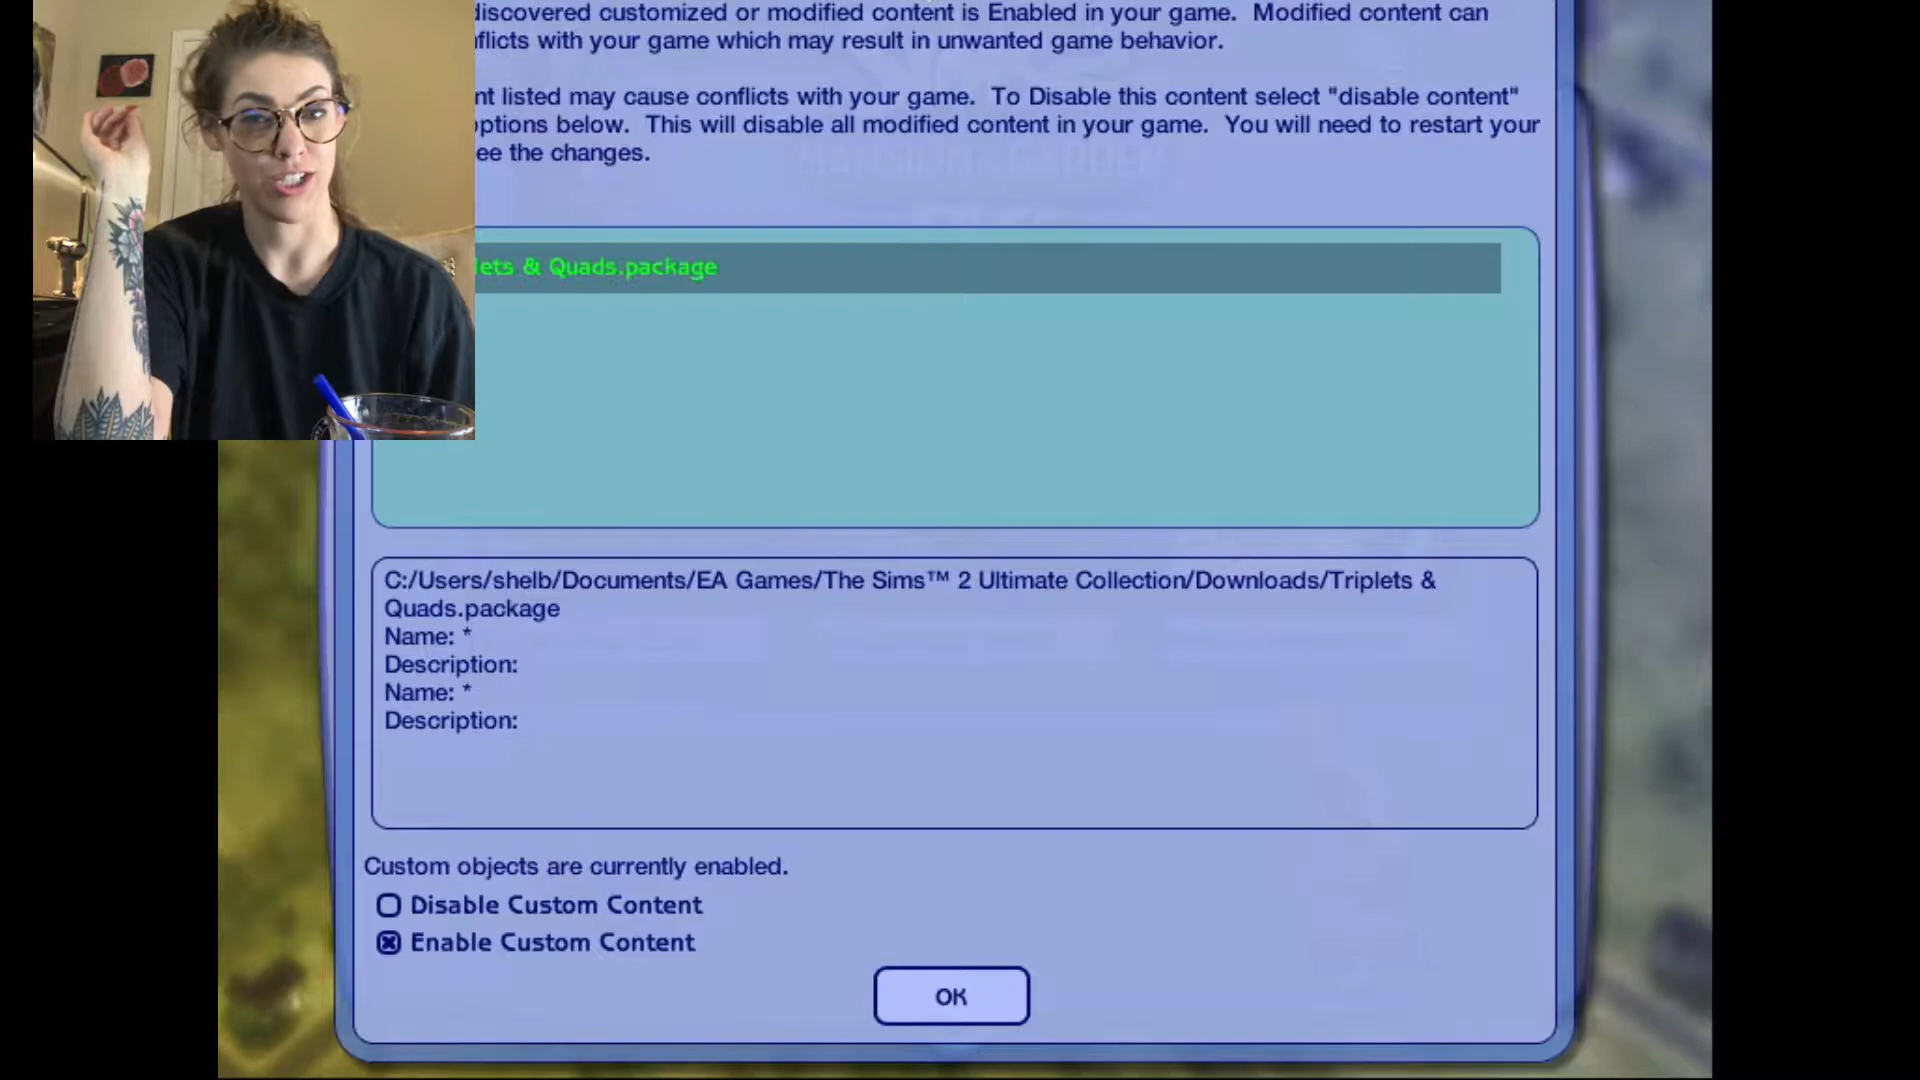 discovered customized or modified content is Enabled in your game. Modified content can
flicts with your game which may result in unwanted game behavior.
nt listed may cause conflicts with your game. To Disable this content select "disable content"
options below. This will disable all modified content in your game. You will need to restart your
ee the changes.
lets & Quads.package
C:/Users/shelb/Documents/EA Games/The Sims™ 2 Ultimate Collection/Downloads/Triplets &
Quads.package
Name: *
Description:
Name: *
Description:
Custom objects are currently enabled.
Disable Custom Content
Enable Custom Content
OK